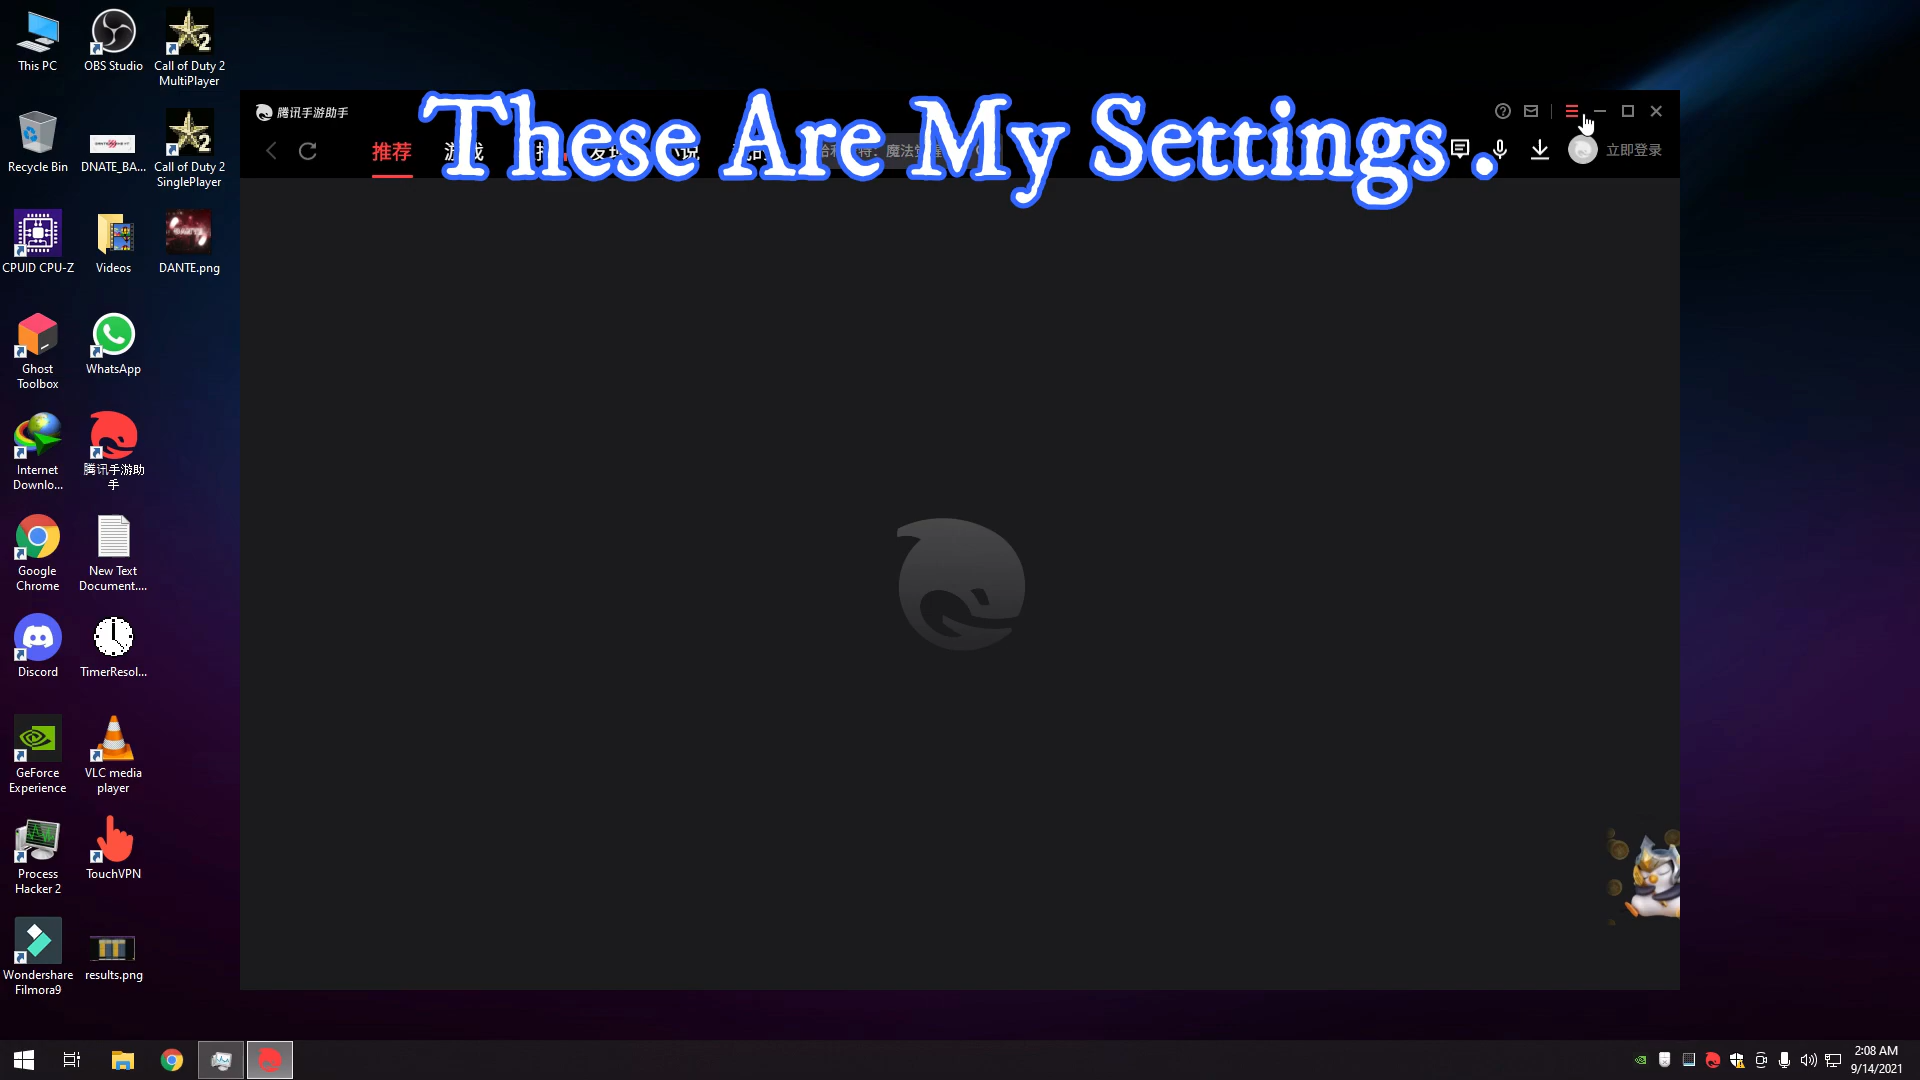 This PC
OBS Studio
Call of Duty 2
MultiPlayer
Recycle Bin
DNATE_BA...
Call of Duty 2
SinglePlayer
CPUID CPU-Z
Videos
DANTE.png
Ghost
Toolbox
WhatsApp
Internet
Downlo...
腾讯手游助
手
Google
Chrome
New Text
Document....
Discord
TimerResol...
GeForce
Experience
VLC media
player
Process
Hacker 2
TouchVPN
Wondershare
Filmora9
results.png
腾讯手游助手
These Are My Settings .
推荐
立即登录
2:08 AM
9/14/2021